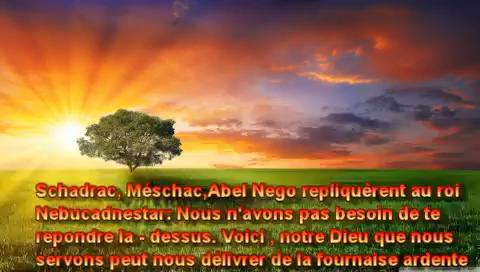 Schadrac, Méschac,Abel Nego repliquèrent au roi
Nebucadnestar: Nous n'avons pas besoin de te
repondre la - dessus. Voici , notre Dieu que nous
servons peut nous délivrer de la fournaise ardente